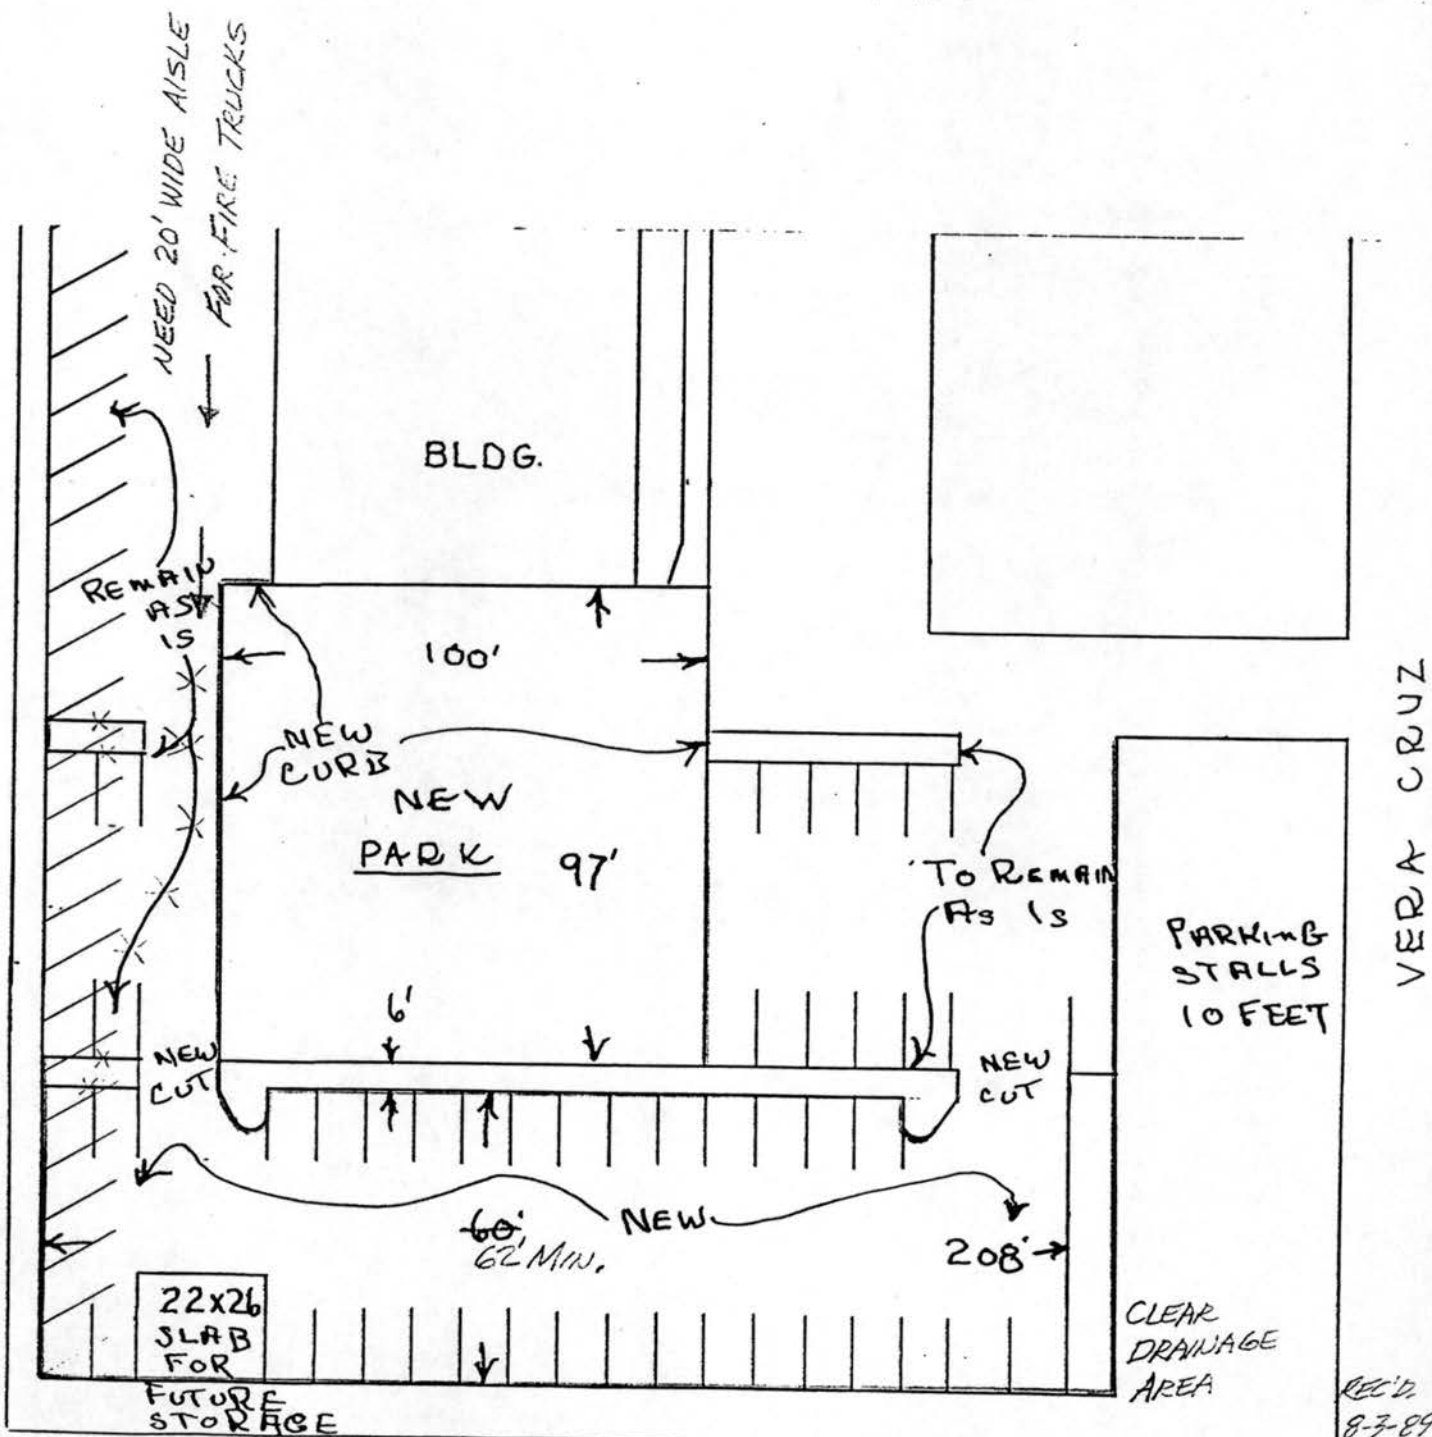 NEED 20' WIDE AISLE
FOR FIRE TRUCKS
BLDG.
REMAIN
AS
IS
100'
NEW
CURB
NEW
PARK
97'
TO REMAIN
AS IS
PARKING
STALLS
10 FEET
VERA CRUZ
6'
NEW
CUT
NEW
CUT
60'
62' MIN.
NEW
208'
22x26
SLAB
FOR
FUTURE
STORAGE
CLEAR
DRAINAGE
AREA
REC'D.
8-3-89